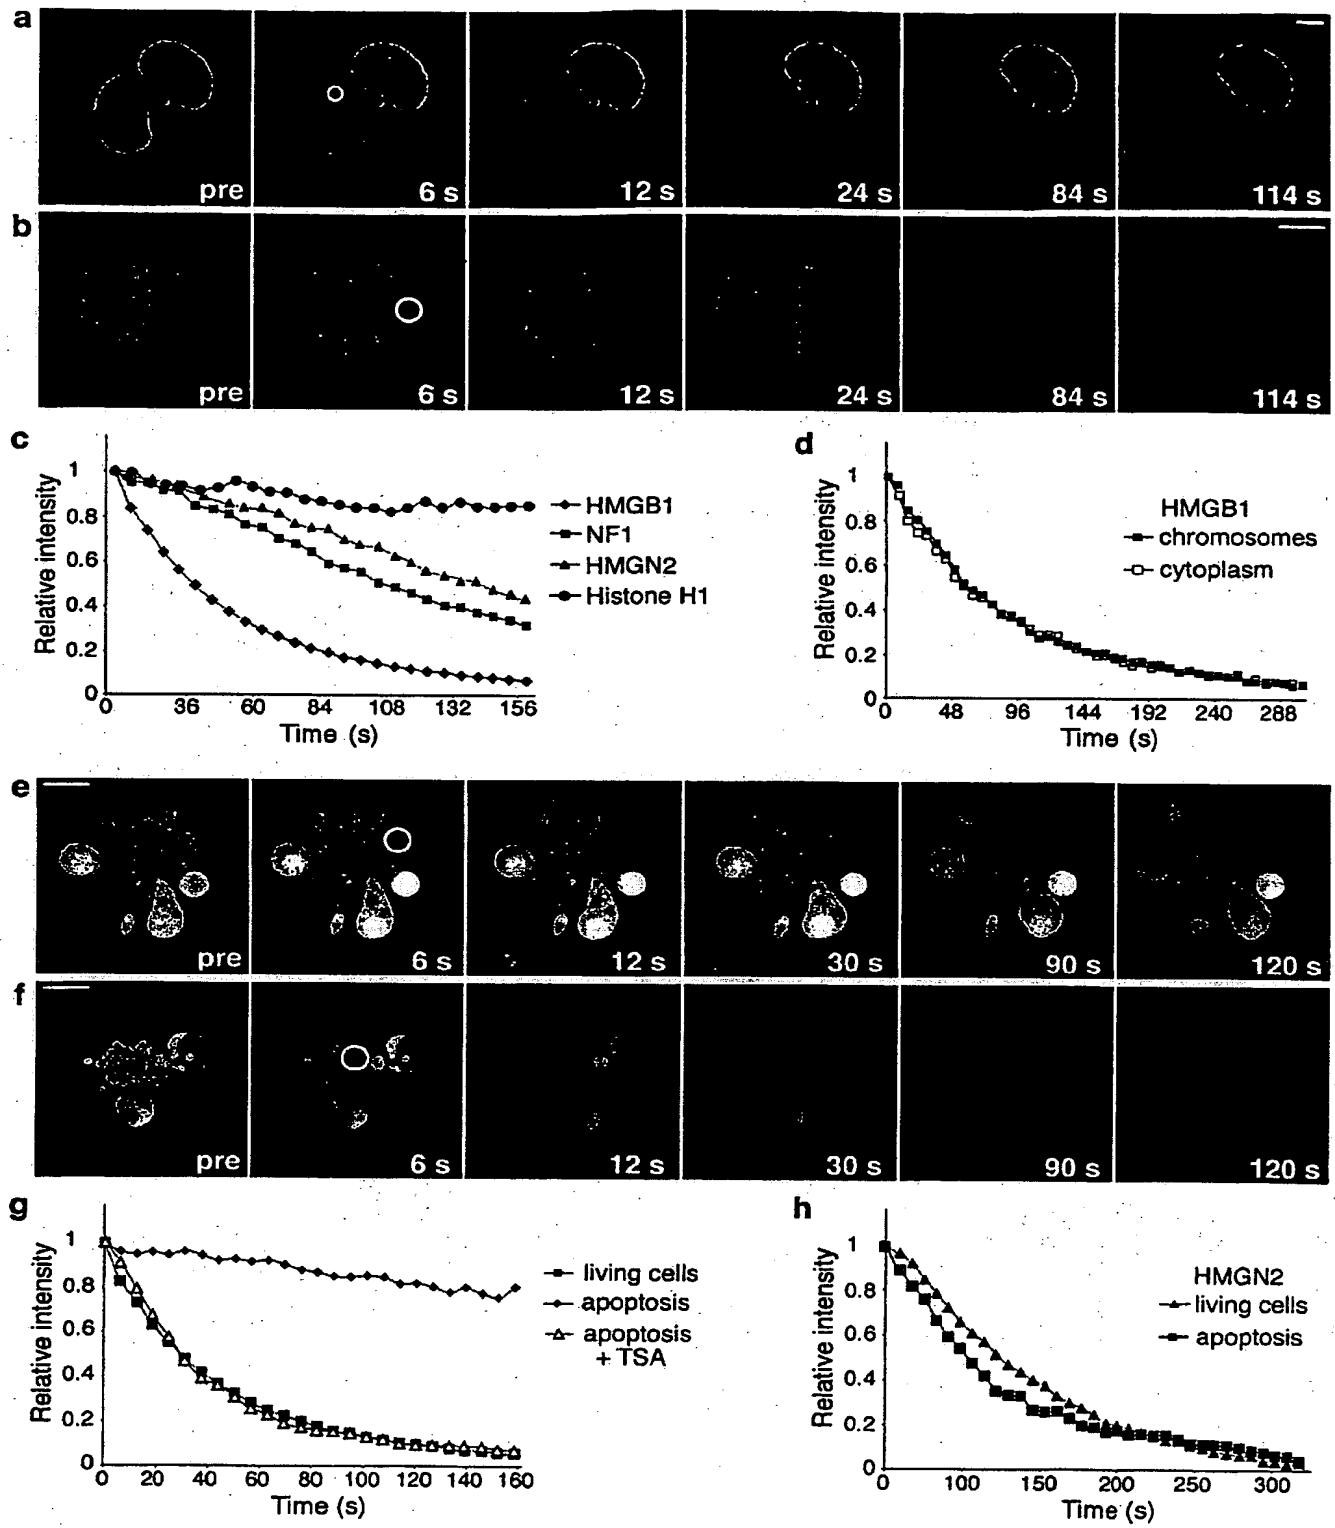 a
pre 6 s 12 s 24 s 84 s 114 s
b
pre 6 s 12 s 24 s 84 s 114 s
c
Relative intensity
1
0.8
0.6
0.4
0.2
0
0 36 60 84 108 132 156
Time (s)
HMGB1
NF1
HMGN2
Histone H1
d
Relative intensity
1
0.8
0.6
0.4
0.2
0
0 48 96 144 192 240 288
Time (s)
HMGB1
chromosomes
cytoplasm
e
pre 6 s 12 s 30 s 90 s 120 s
f
pre 6 s 12 s 30 s 90 s 120 s
g
Relative intensity
1
0.8
0.6
0.4
0.2
0
0 20 40 60 80 100 120 140 160
Time (s)
living cells
apoptosis
apoptosis
+ TSA
h
Relative intensity
1
0.8
0.6
0.4
0.2
0
0 100 150 200 250 300
Time (s)
HMGN2
living cells
apoptosis